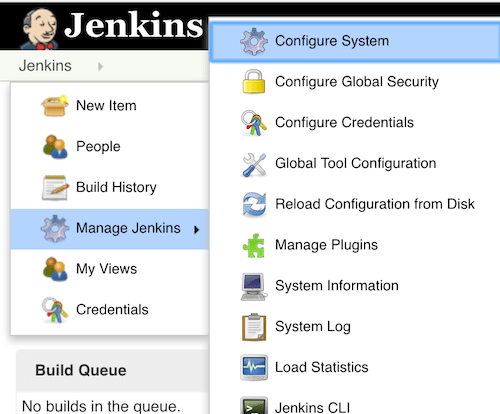 Jenkins
Jenkins
New Item
People
Build History
Manage Jenkins
My Views
Credentials
Build Queue
No builds in the queue.
Configure System
Configure Global Security
Configure Credentials
Global Tool Configuration
Reload Configuration from Disk
Manage Plugins
System Information
System Log
Load Statistics
Jenkins CLI